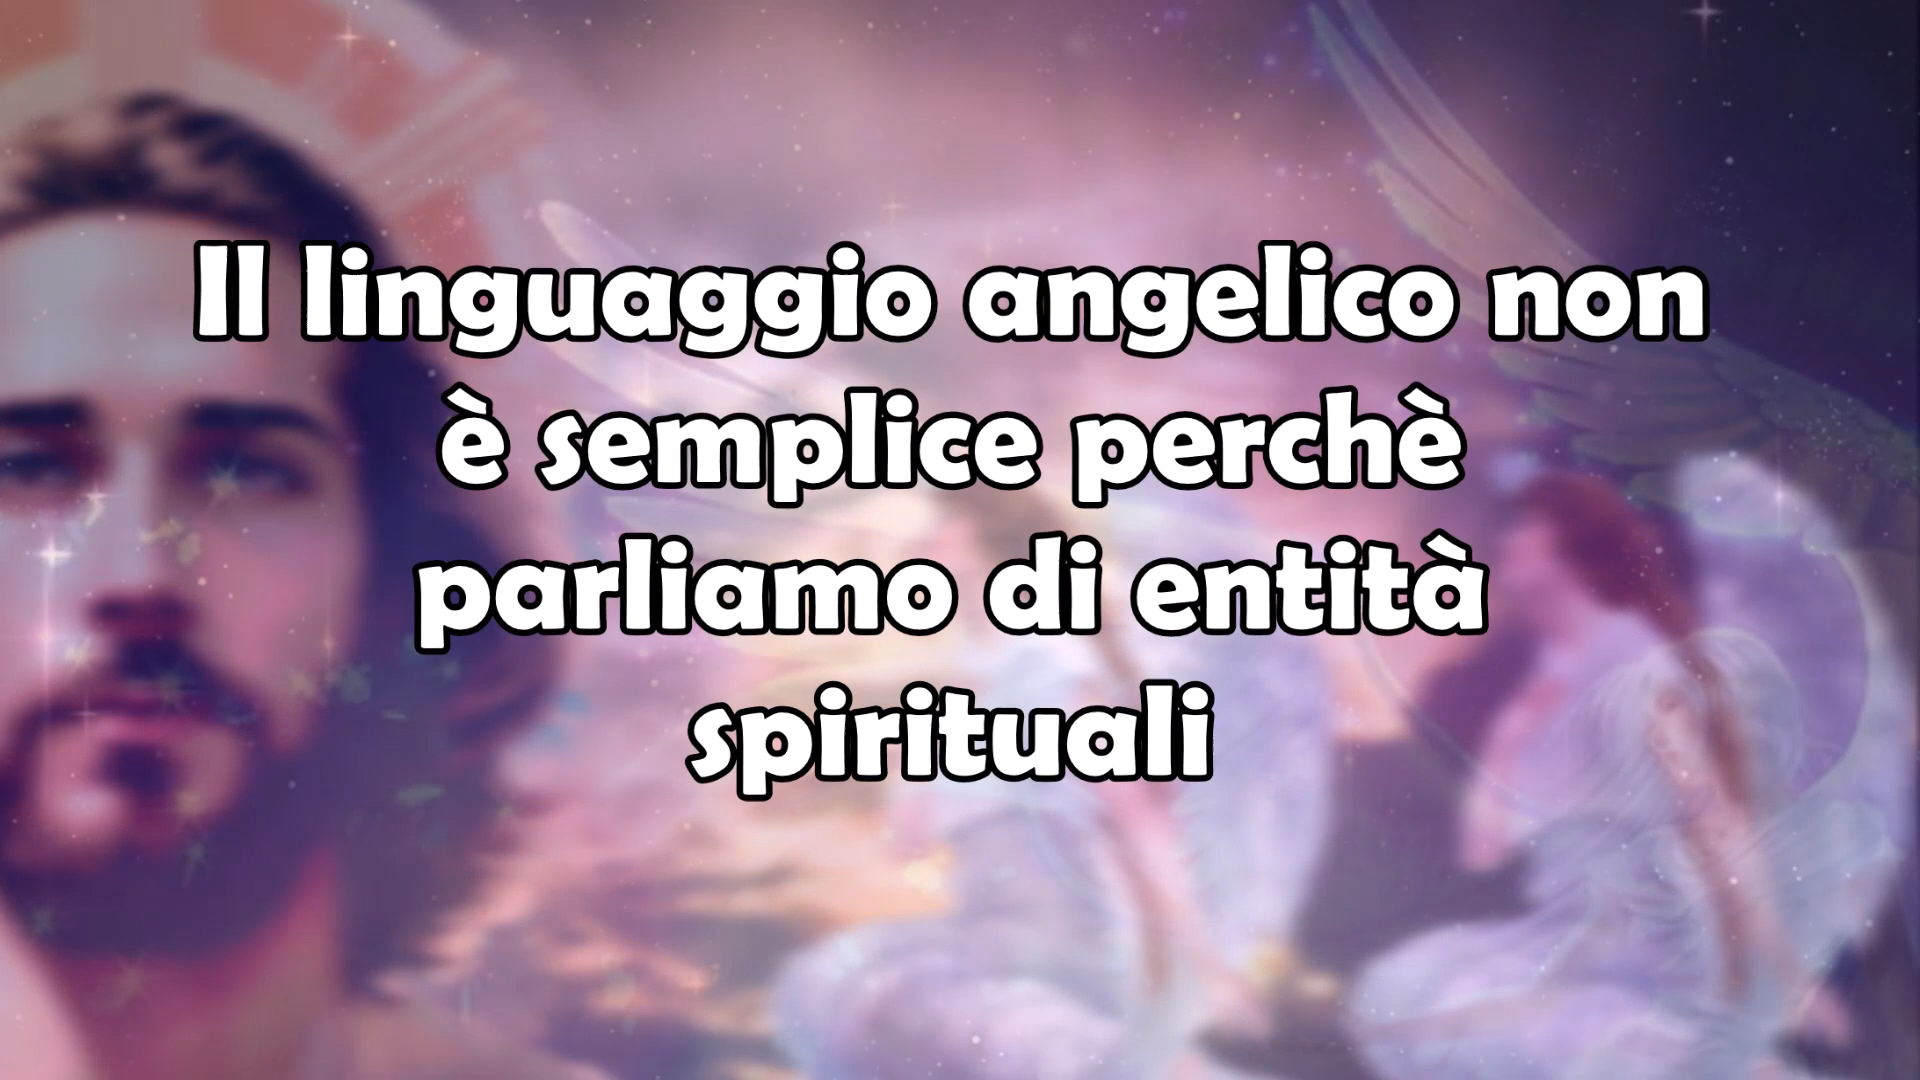 Il linguaggio angelico non
è semplice perchè
parliamo di entità
spirituali